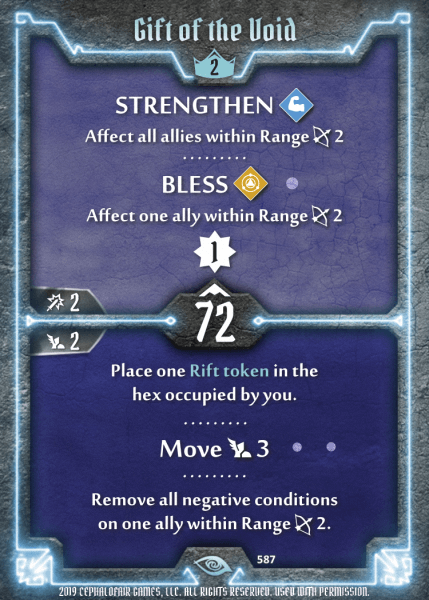 Gift of the Void
2
STRENGTHEN
Affect all allies within Range 2
BLESS
Affect one ally within Range 2
1
2
72
2
Place one Rift token in the
hex occupied by you.
Move 3
Remove all negative conditions
on one ally within Range 2.
587
2019 CEPHALOFAIR GAMES, LLC. ALL RIGHTS RESERVED. USED WITH PERMISSION.